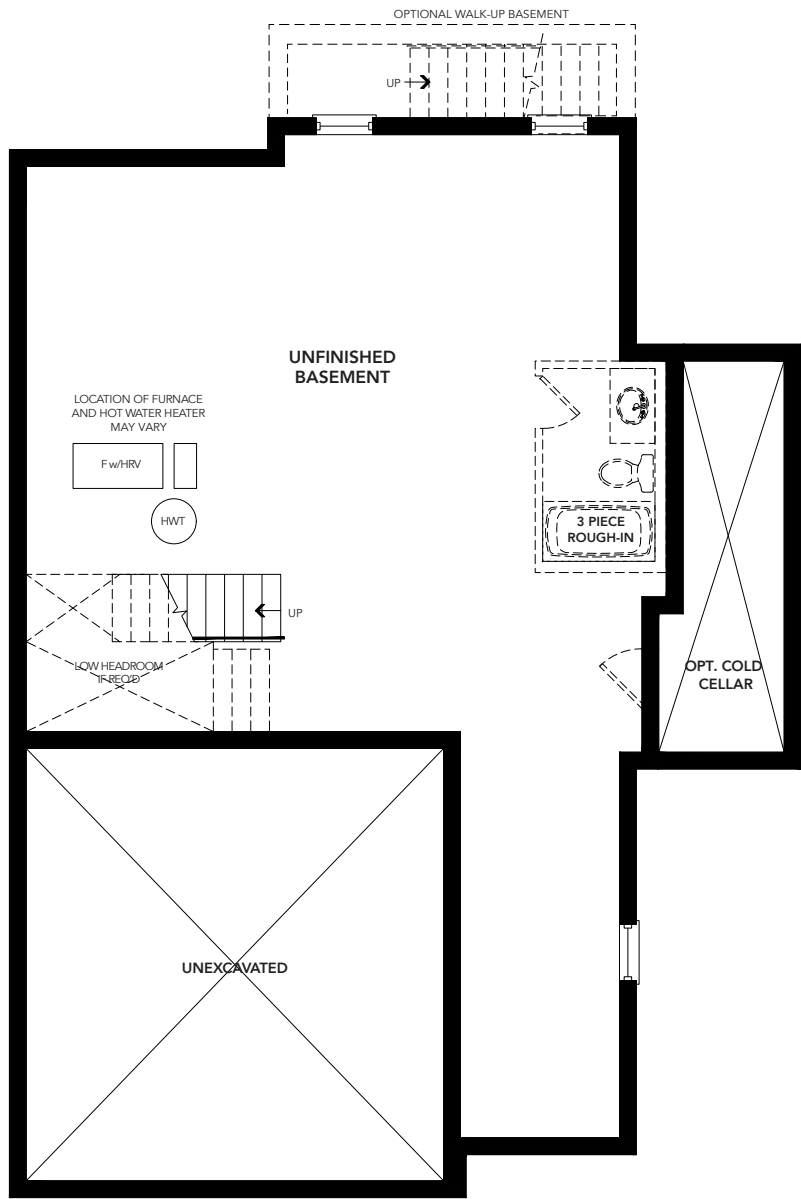 OPTIONAL WALK-UP BASEMENT
UP
UNFINISHED
BASEMENT
LOCATION OF FURNACE
AND HOT WATER HEATER
MAY VARY
F w/HRV
HWT
3 PIECE
ROUGH-IN
UP
LOW HEADROOM
IF REQ'D
OPT. COLD
CELLAR
UNEXCAVATED